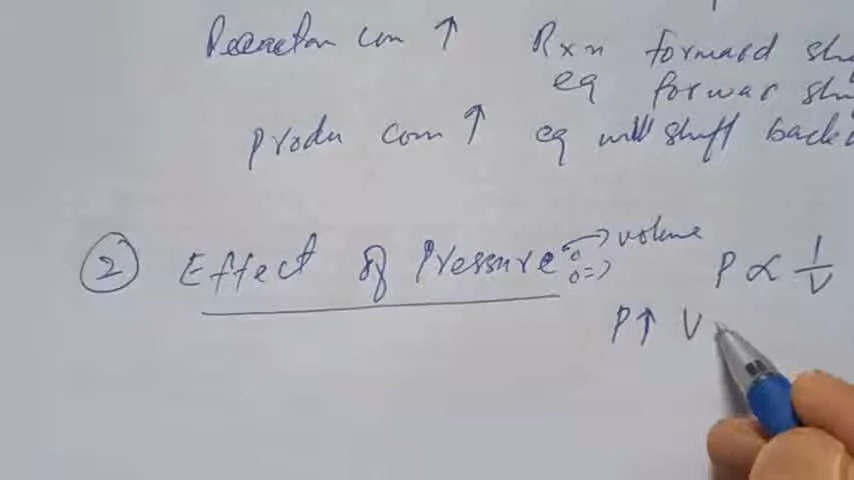 Reactan con ↑ Rxn forward sh
eq forwar sh
Produ con ↑ eq will shift back
② Effect of Pressure → volume P ∝ 1/V
P↑ V